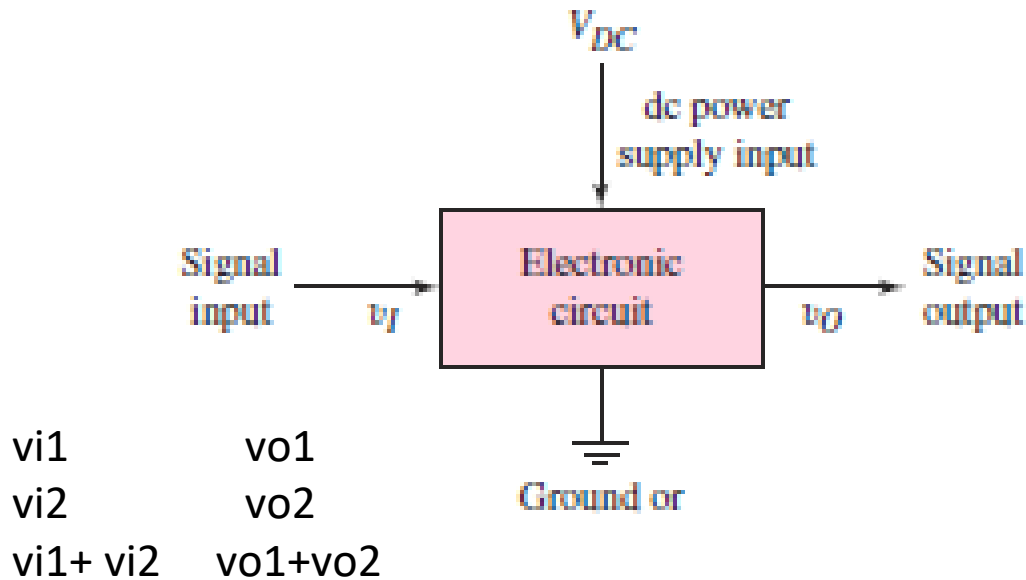 V_DC
dc power
supply input
Signal
input
v_I
Electronic
circuit
v_O
Signal
output
Ground or
vi1 vo1
vi2 vo2
vi1+ vi2 vo1+vo2